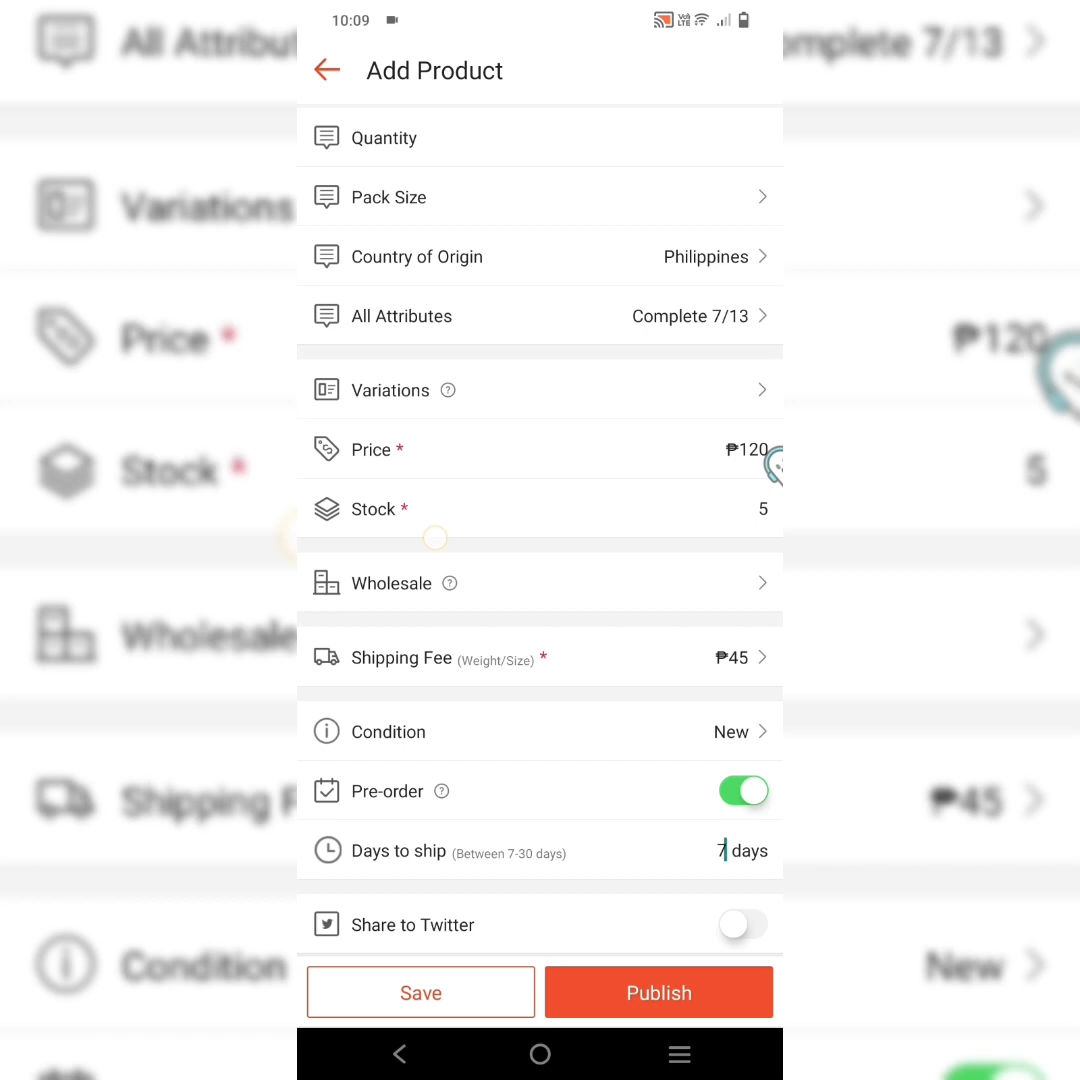 10:09
Vo)
LTE
Add Product
Quantity
Pack Size
Country of Origin Philippines
All Attributes Complete 7/13
Variations ?
Price * ₱120
Stock * 5
Wholesale ?
Shipping Fee (Weight/Size) * ₱45
Condition New
Pre-order ?
Days to ship (Between 7-30 days) 7 days
Share to Twitter
Save Publish
All Attribut
omplete 7/13
Variations
Price * ₱120
Stock * 5
Wholesale
Shipping F ₱45
Condition New